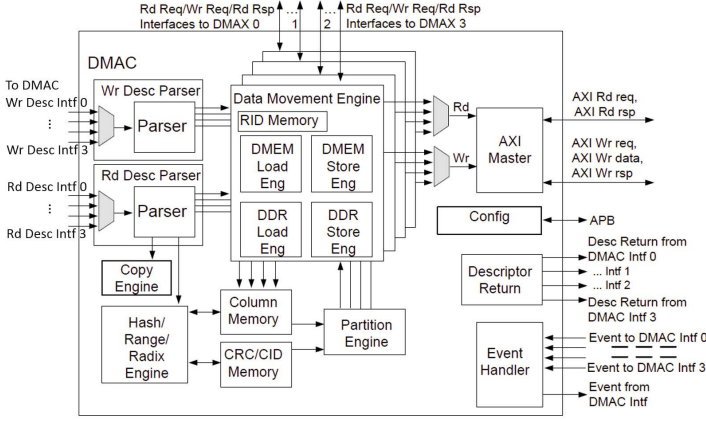 Rd Req/Wr Req/Rd Rsp
Interfaces to DMAX 0
...
1
...
2
Rd Req/Wr Req/Rd Rsp
Interfaces to DMAX 3
DMAC
To DMAC
Wr Desc Intf 0
Wr Desc Intf 3
Wr Desc Parser
Parser
Rd Desc Intf 0
Rd Desc Intf 3
Rd Desc Parser
Parser
Data Movement Engine
RID Memory
DMEM
Load
Eng
DMEM
Store
Eng
DDR
Load
Eng
DDR
Store
Eng
Rd
Wr
AXI
Master
AXI Rd req,
AXI Rd rsp
AXI Wr req,
AXI Wr data,
AXI Wr rsp
Config
APB
Copy
Engine
Hash/
Range/
Radix
Engine
Column
Memory
CRC/CID
Memory
Partition
Engine
Descriptor
Return
Desc Return from
DMAC Intf 0
... Intf 1
... Intf 2
Desc Return from
DMAC Intf 3
Event
Handler
Event to DMAC Intf 0
Event to DMAC Intf 3
Event from
DMAC Intf